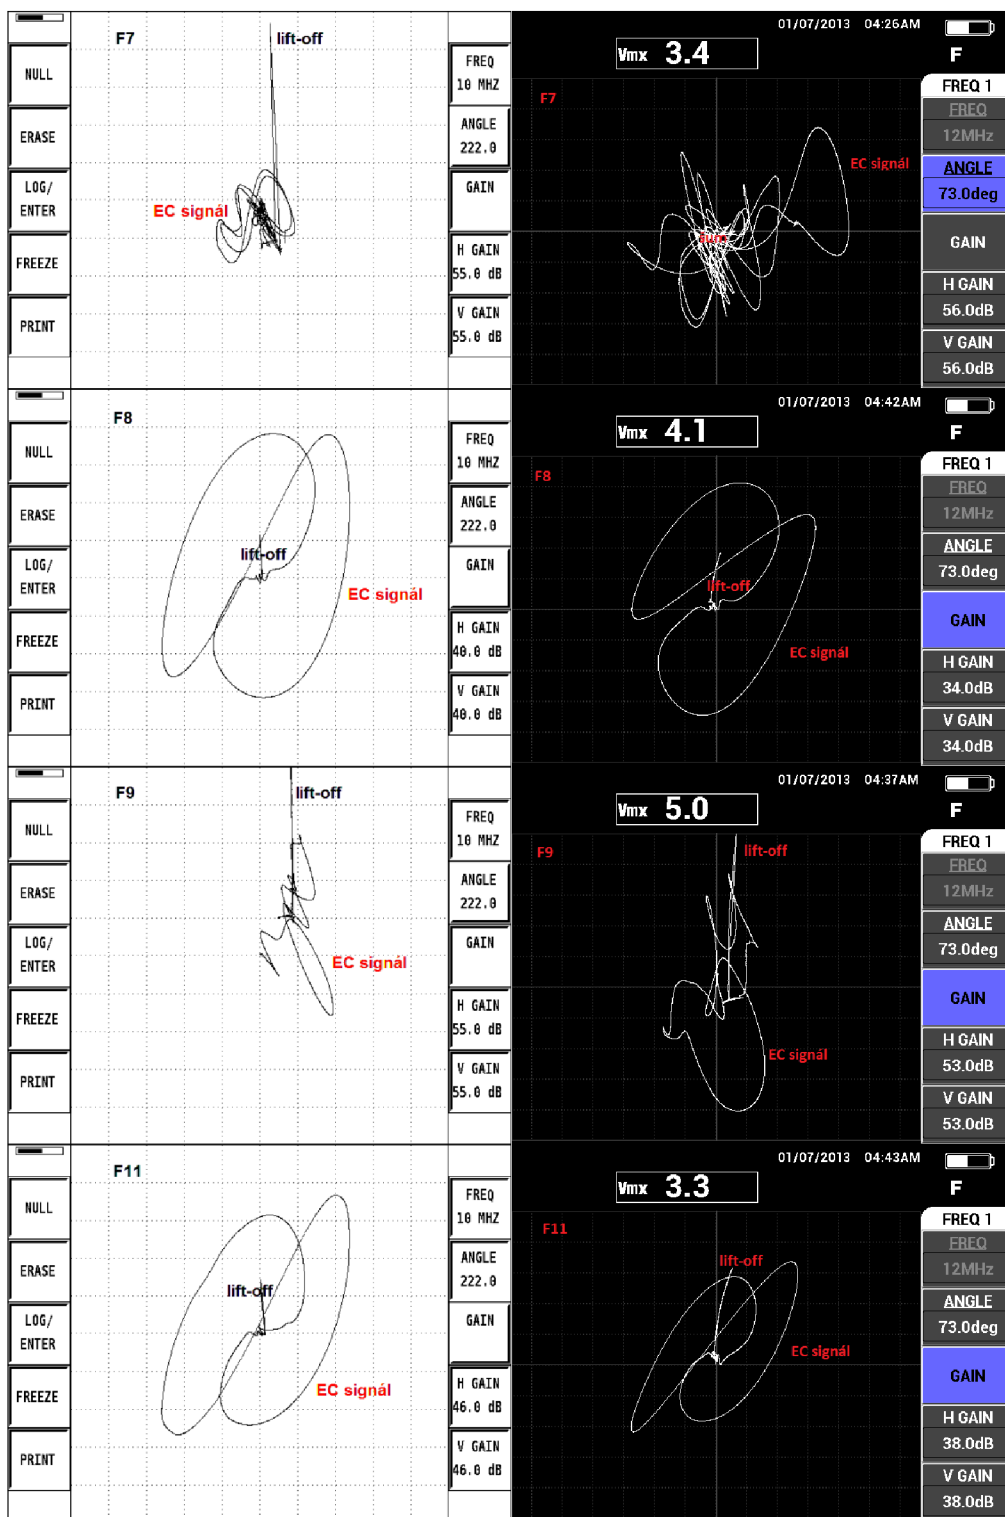 F7
lift-off
EC signál
NULL
ERASE
LOG/
ENTER
FREEZE
PRINT
FREQ
10 MHZ
ANGLE
222.0
GAIN
H GAIN
55.0 dB
V GAIN
55.0 dB
01/07/2013 04:26AM
Vmx 3.4
F
F7
EC signál
šum
FREQ 1
FREQ
12MHz
ANGLE
73.0deg
GAIN
H GAIN
56.0dB
V GAIN
56.0dB
F8
lift-off
EC signál
NULL
ERASE
LOG/
ENTER
FREEZE
PRINT
FREQ
10 MHZ
ANGLE
222.0
GAIN
H GAIN
40.0 dB
V GAIN
40.0 dB
01/07/2013 04:42AM
Vmx 4.1
F
F8
lift-off
EC signál
FREQ 1
FREQ
12MHz
ANGLE
73.0deg
GAIN
H GAIN
34.0dB
V GAIN
34.0dB
F9
lift-off
EC signál
NULL
ERASE
LOG/
ENTER
FREEZE
PRINT
FREQ
10 MHZ
ANGLE
222.0
GAIN
H GAIN
55.0 dB
V GAIN
55.0 dB
01/07/2013 04:37AM
Vmx 5.0
F
F9
lift-off
EC signál
FREQ 1
FREQ
12MHz
ANGLE
73.0deg
GAIN
H GAIN
53.0dB
V GAIN
53.0dB
F11
lift-off
EC signál
NULL
ERASE
LOG/
ENTER
FREEZE
PRINT
FREQ
10 MHZ
ANGLE
222.0
GAIN
H GAIN
46.0 dB
V GAIN
46.0 dB
01/07/2013 04:43AM
Vmx 3.3
F
F11
lift-off
EC signál
FREQ 1
FREQ
12MHz
ANGLE
73.0deg
GAIN
H GAIN
38.0dB
V GAIN
38.0dB